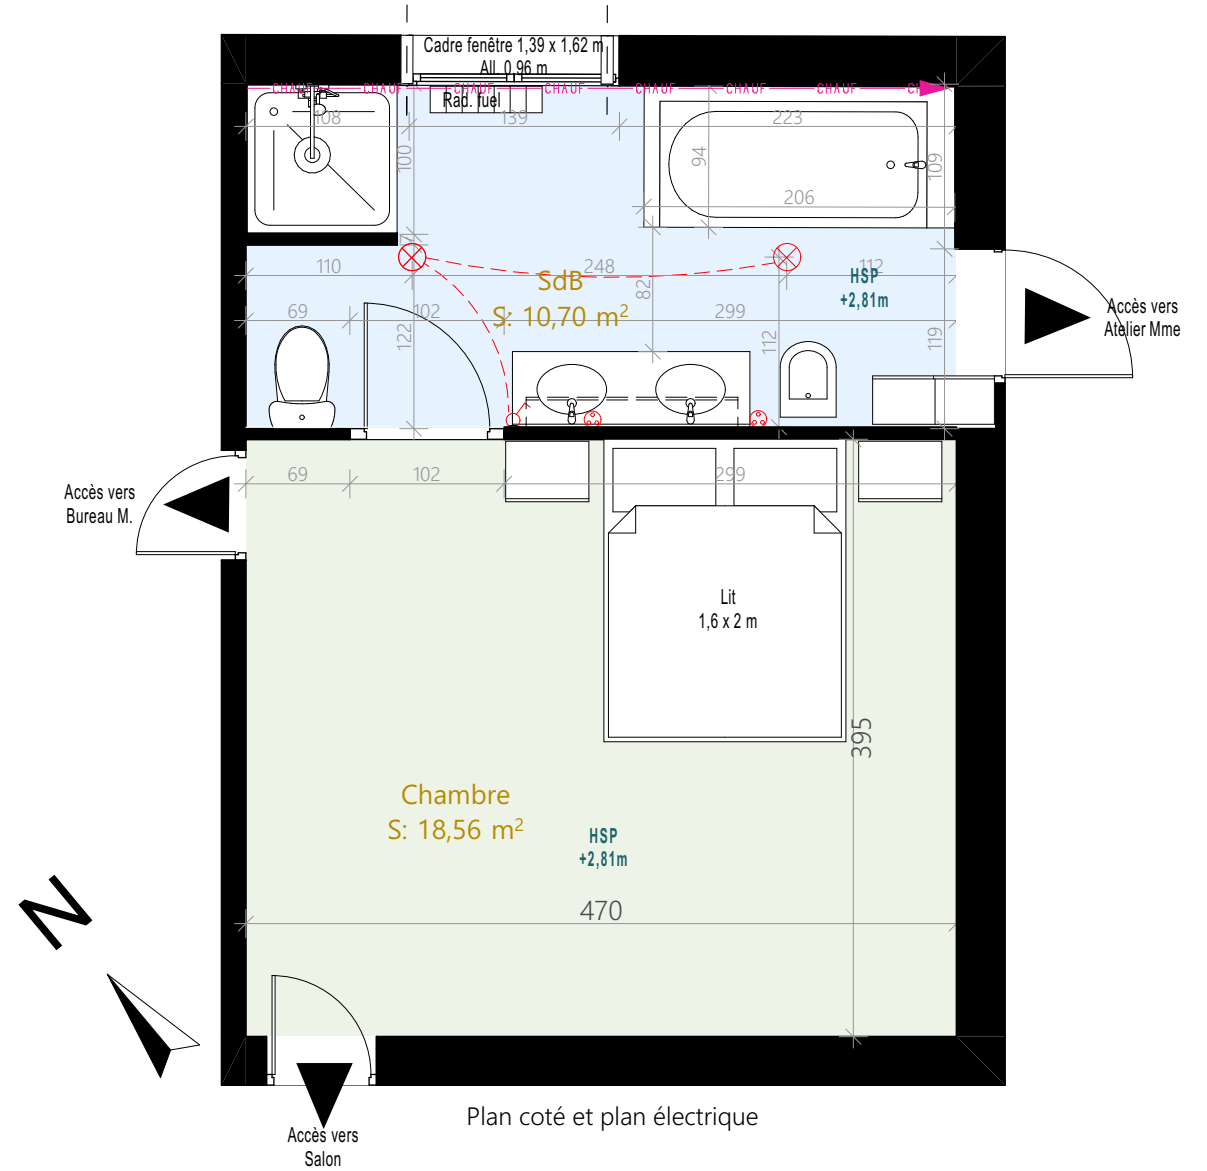 Cadre fenêtre 1,39 x 1,62 m
All. 0,96 m
CHAUF CHAUF CHAUF CHAUF CHAUF CHAUF CHAUF
Rad. fuel
108 139 223
100 94 109
206
110 248 112
SdB
S: 10,70 m²
HSP
+2,81m
82
69 102 299
122 112 119
Accès vers
Atelier Mme
69 102 299
Accès vers
Bureau M.
Lit
1,6 x 2 m
395
Chambre
S: 18,56 m²
HSP
+2,81m
470
N
Plan coté et plan électrique
Accès vers
Salon